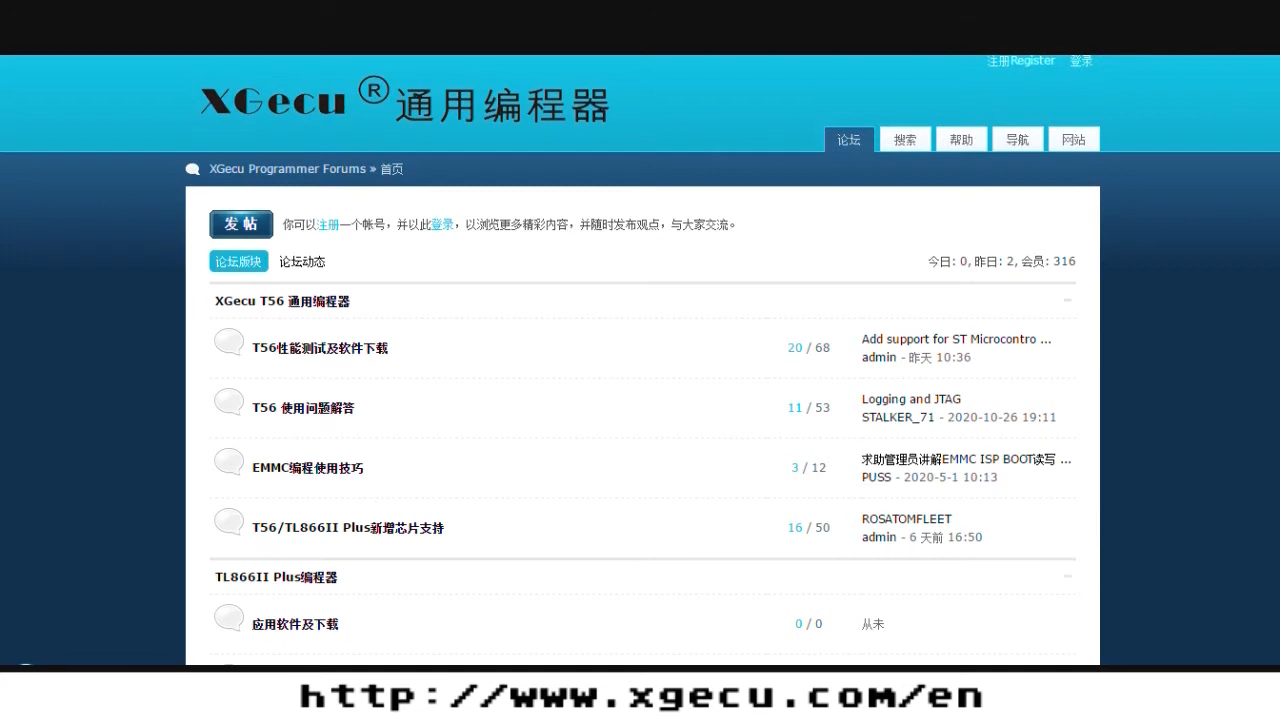 注册Register 登录
XGecu ® 通用编程器
论坛 搜索 帮助 导航 网站
XGecu Programmer Forums » 首页
发帖 你可以注册一个帐号，并以此登录，以浏览更多精彩内容，并随时发布观点，与大家交流。
论坛版块 论坛动态 今日: 0, 昨日: 2, 会员: 316
XGecu T56 通用编程器
T56性能测试及软件下载 20 / 68 Add support for ST Microcontro ...
admin - 昨天 10:36
T56 使用问题解答 11 / 53 Logging and JTAG
STALKER_71 - 2020-10-26 19:11
EMMC编程使用技巧 3 / 12 求助管理员讲解EMMC ISP BOOT读写 ...
PUSS - 2020-5-1 10:13
T56/TL866II Plus新增芯片支持 16 / 50 ROSATOMFLEET
admin - 6 天前 16:50
TL866II Plus编程器
应用软件及下载 0 / 0 从未
http://www.xgecu.com/en